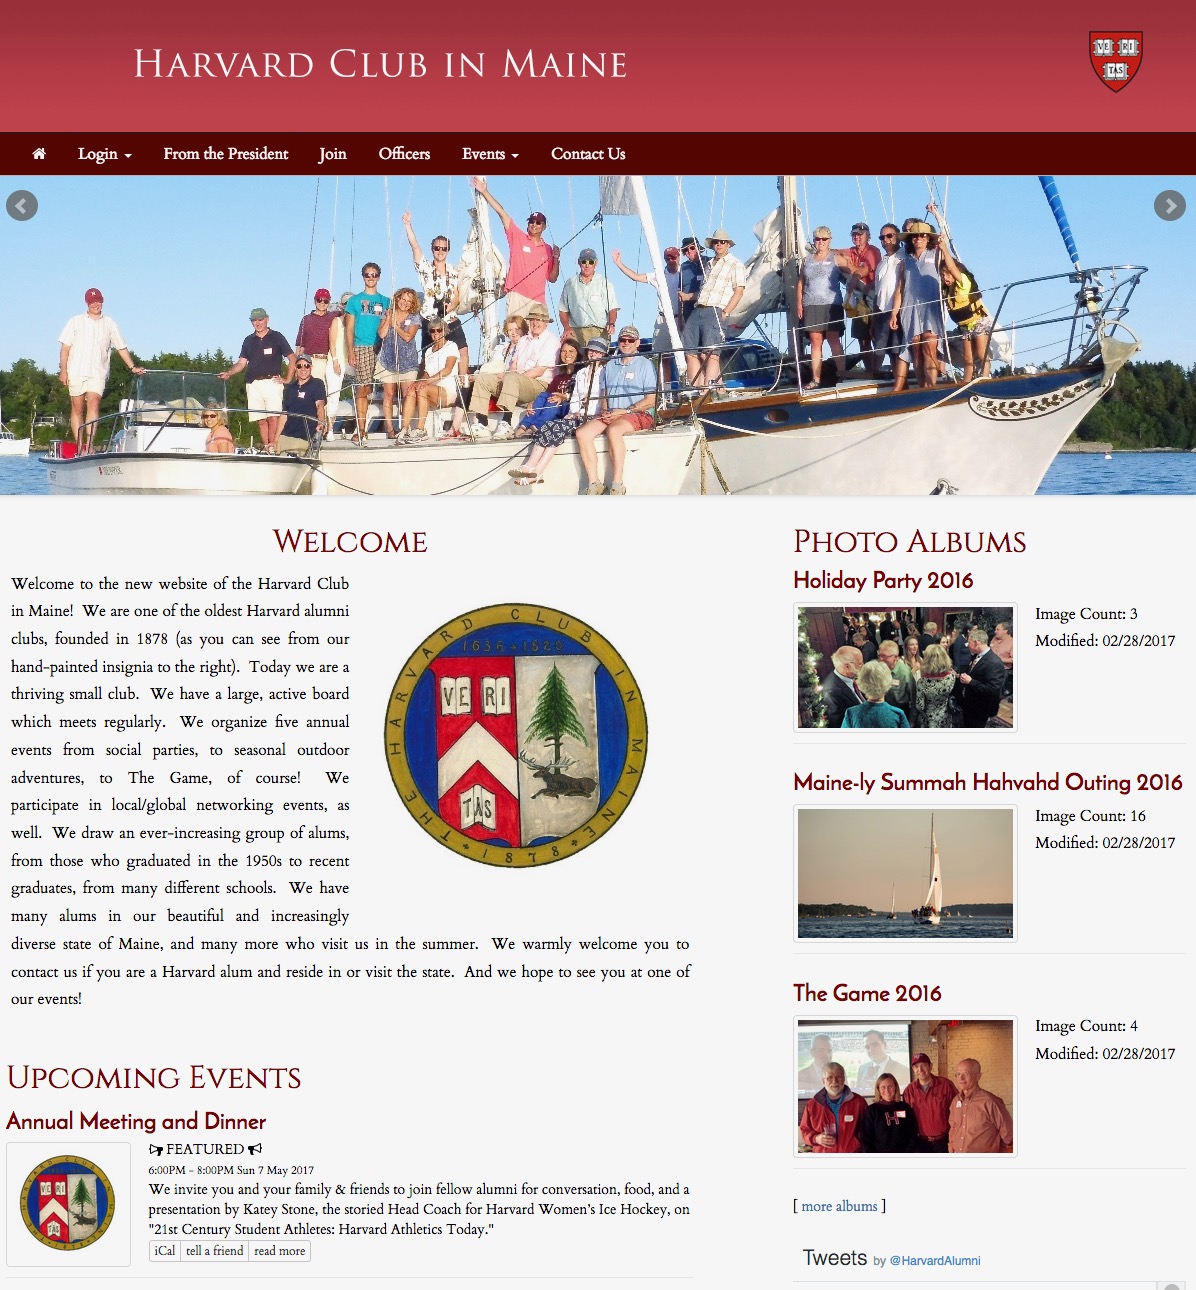 HARVARD CLUB IN MAINE
VE RI
TAS
Login
From the President
Join
Officers
Events
Contact Us
WELCOME
Welcome to the new website of the Harvard Club
in Maine! We are one of the oldest Harvard alumni
clubs, founded in 1878 (as you can see from our
hand-painted insignia to the right). Today we are a
thriving small club. We have a large, active board
which meets regularly. We organize five annual
events from social parties, to seasonal outdoor
adventures, to The Game, of course! We
participate in local/global networking events, as
well. We draw an ever-increasing group of alums,
from those who graduated in the 1950s to recent
graduates, from many different schools. We have
many alums in our beautiful and increasingly
diverse state of Maine, and many more who visit us in the summer. We warmly welcome you to
contact us if you are a Harvard alum and reside in or visit the state. And we hope to see you at one of
our events!
THE HARVARD CLUB IN MAINE
1636 • 1820
VE RI
TAS
• 1878 •
UPCOMING EVENTS
Annual Meeting and Dinner
VE RI
TAS
FEATURED
6:00PM - 8:00PM Sun 7 May 2017
We invite you and your family & friends to join fellow alumni for conversation, food, and a
presentation by Katey Stone, the storied Head Coach for Harvard Women's Ice Hockey, on
"21st Century Student Athletes: Harvard Athletics Today."
iCal
tell a friend
read more
PHOTO ALBUMS
Holiday Party 2016
Image Count: 3
Modified: 02/28/2017
Maine-ly Summah Hahvahd Outing 2016
Image Count: 16
Modified: 02/28/2017
The Game 2016
H
Image Count: 4
Modified: 02/28/2017
[ more albums ]
Tweets by @HarvardAlumni